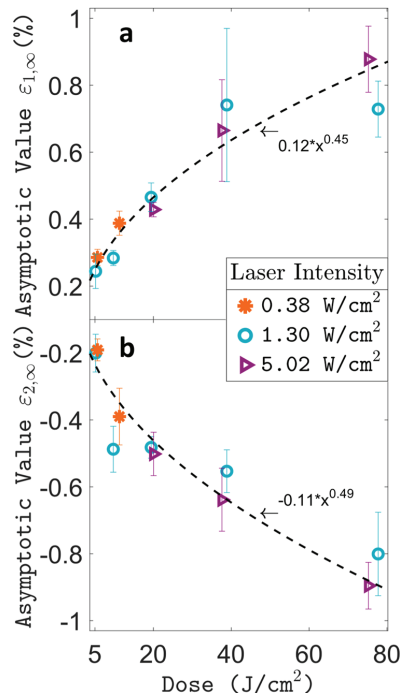 a
Asymptotic Value ε1,∞(%)
1
0.8
0.6
0.4
0.2
←
0.12*x^0.45
Laser Intensity
0.38 W/cm²
1.30 W/cm²
5.02 W/cm²
b
Asymptotic Value ε2,∞(%)
-0.2
-0.4
-0.6
-0.8
-1
←-0.11*x^0.49
5 20 40 60 80
Dose (J/cm²)